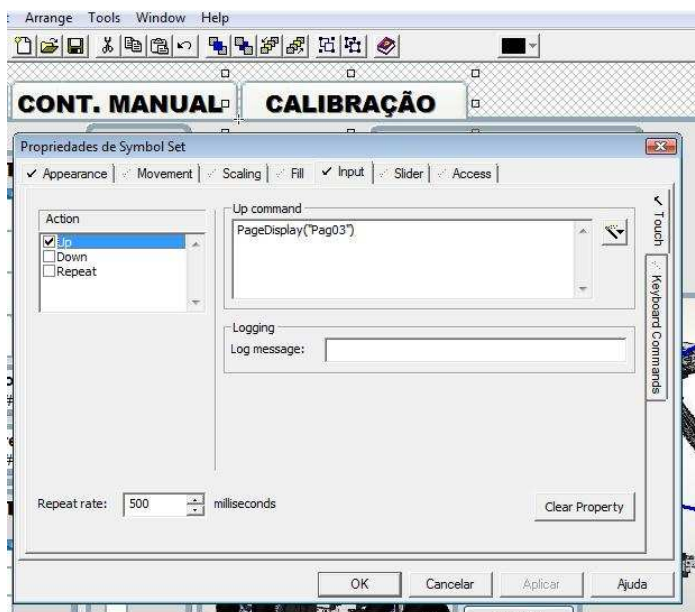 Arrange Tools Window Help
CONT. MANUAL CALIBRAÇÃO
Propriedades de Symbol Set
Appearance Movement Scaling Fill Input Slider Access
Touch
Keyboard Commands
Action
Up
Down
Repeat
Up command
PageDisplay("Pag03")
Logging
Log message:
Repeat rate: 500 milliseconds
Clear Property
OK Cancelar Aplicar Ajuda